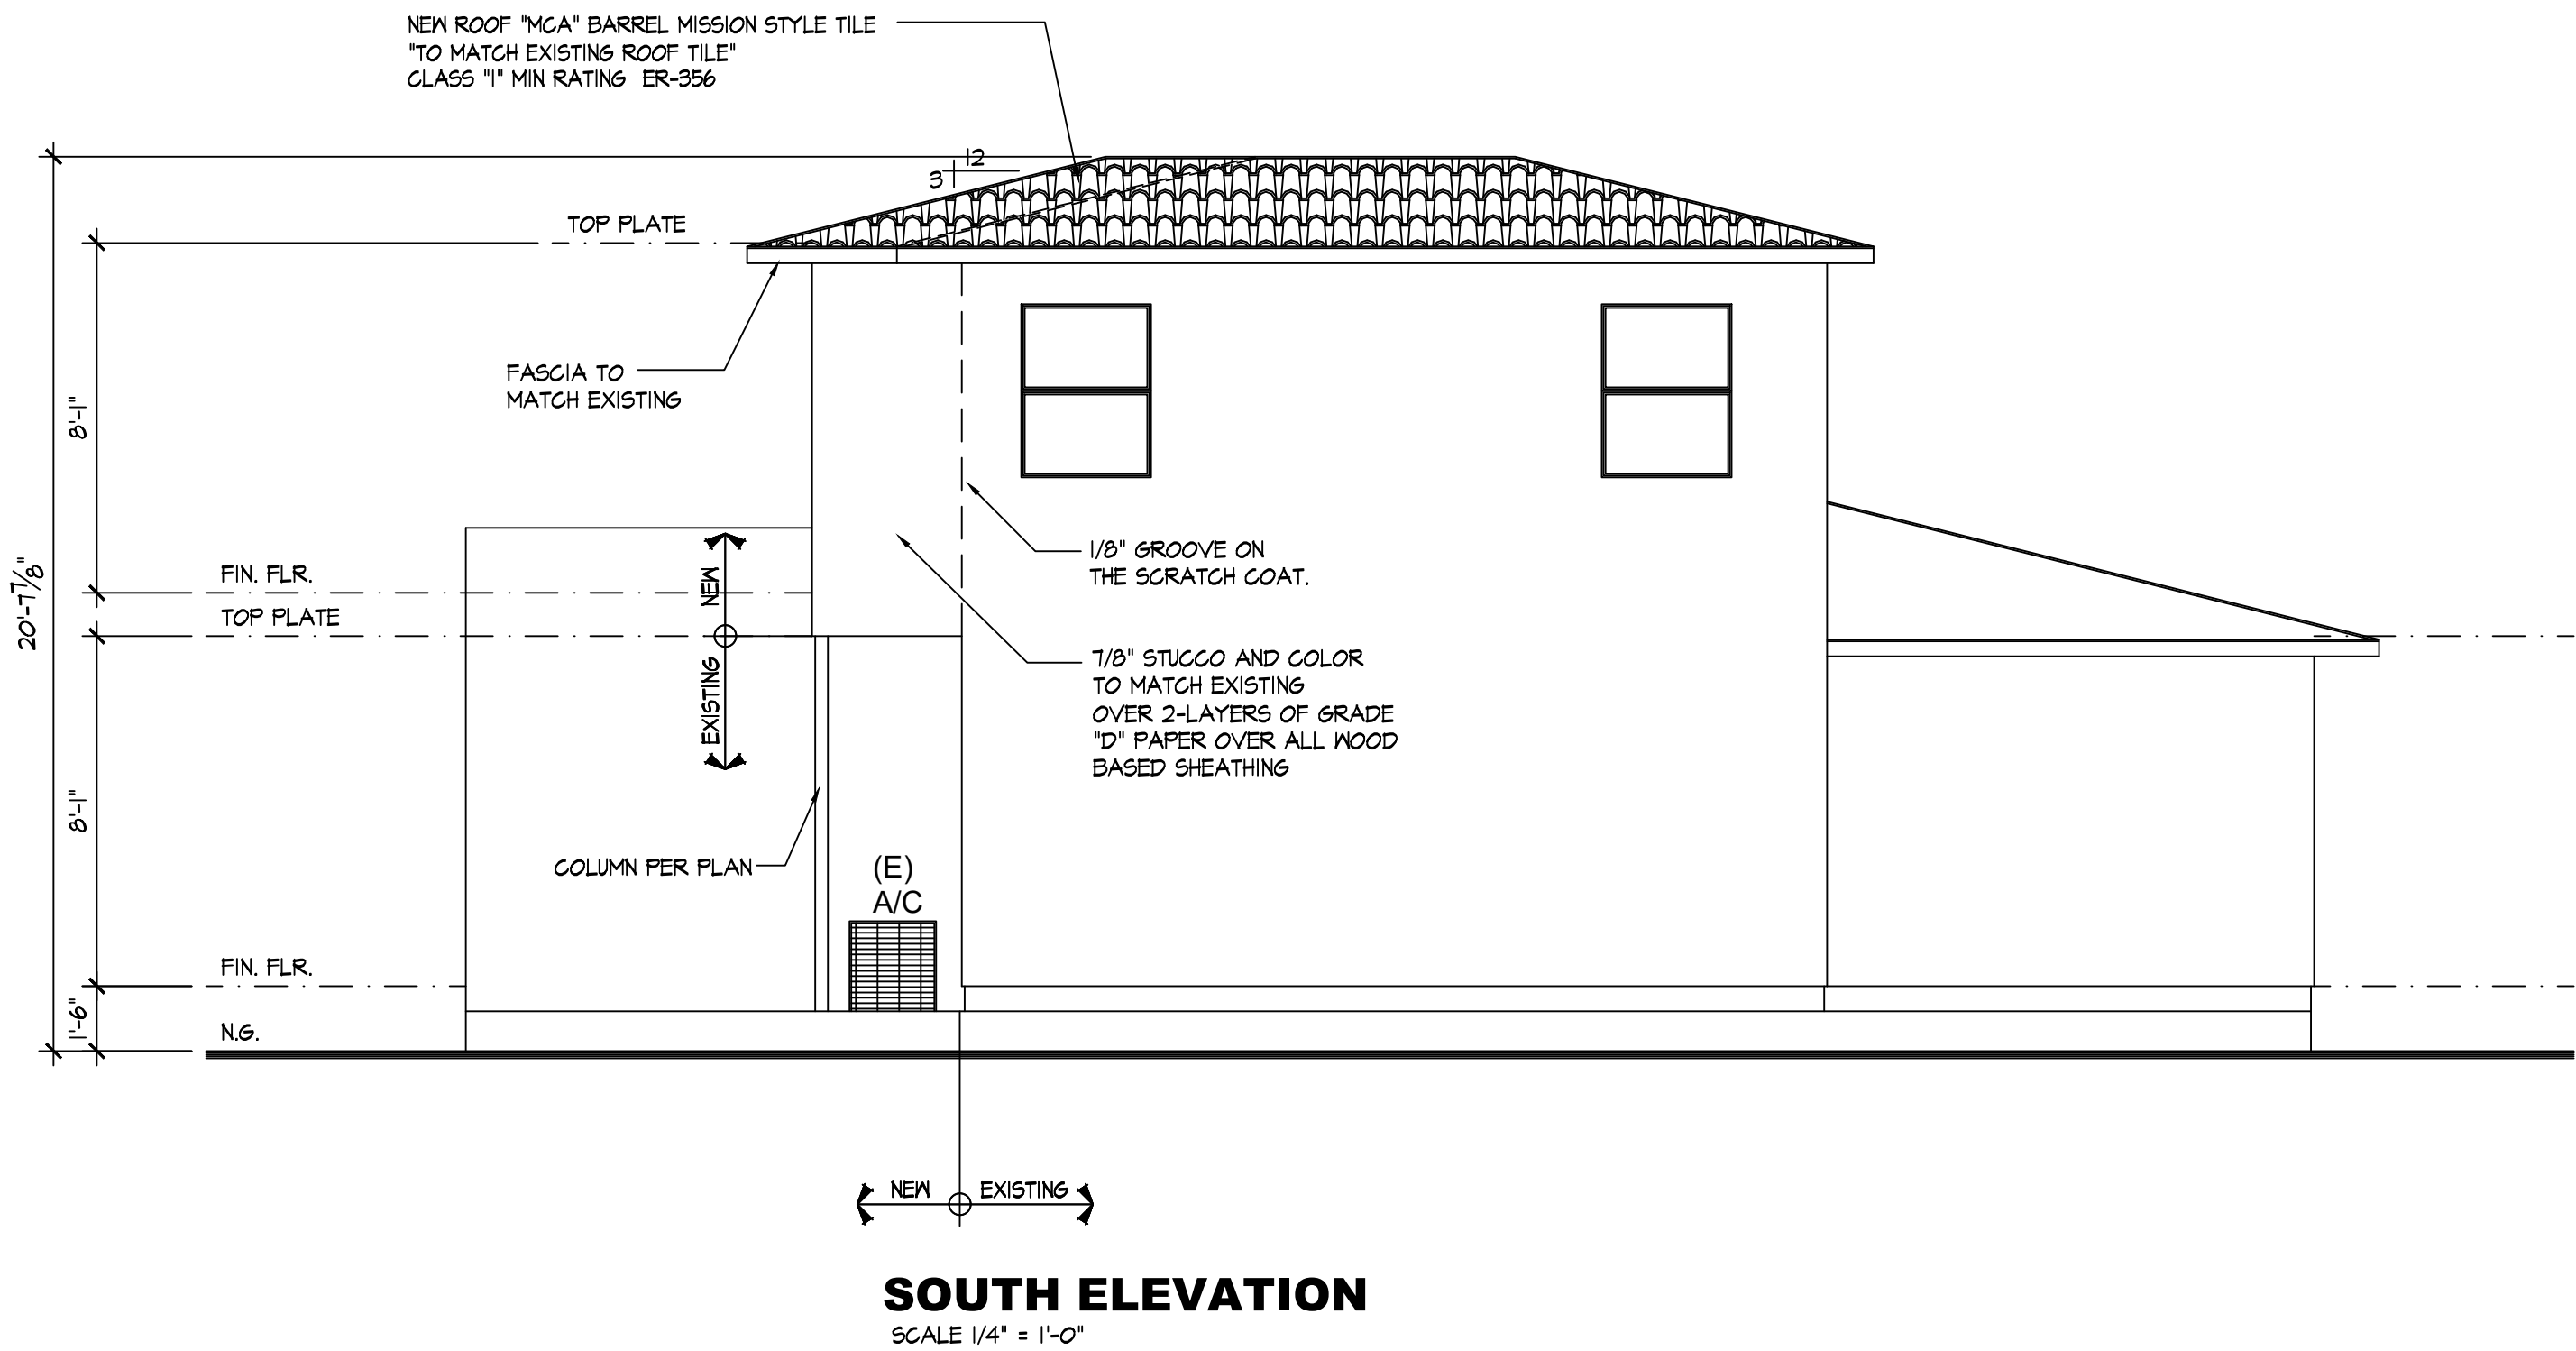 NEW ROOF "MCA" BARREL MISSION STYLE TILE
"TO MATCH EXISTING ROOF TILE"
CLASS "1" MIN RATING ER-356
12
3
TOP PLATE
FASCIA TO
MATCH EXISTING
8'-1"
20'-7 7/8"
FIN. FLR.
TOP PLATE
NEW
EXISTING
1/8" GROOVE ON
THE SCRATCH COAT.
7/8" STUCCO AND COLOR
TO MATCH EXISTING
OVER 2-LAYERS OF GRADE
"D" PAPER OVER ALL WOOD
BASED SHEATHING
8'-1"
COLUMN PER PLAN
(E)
A/C
FIN. FLR.
1'-6"
N.G.
NEW EXISTING
SOUTH ELEVATION
SCALE 1/4" = 1'-0"